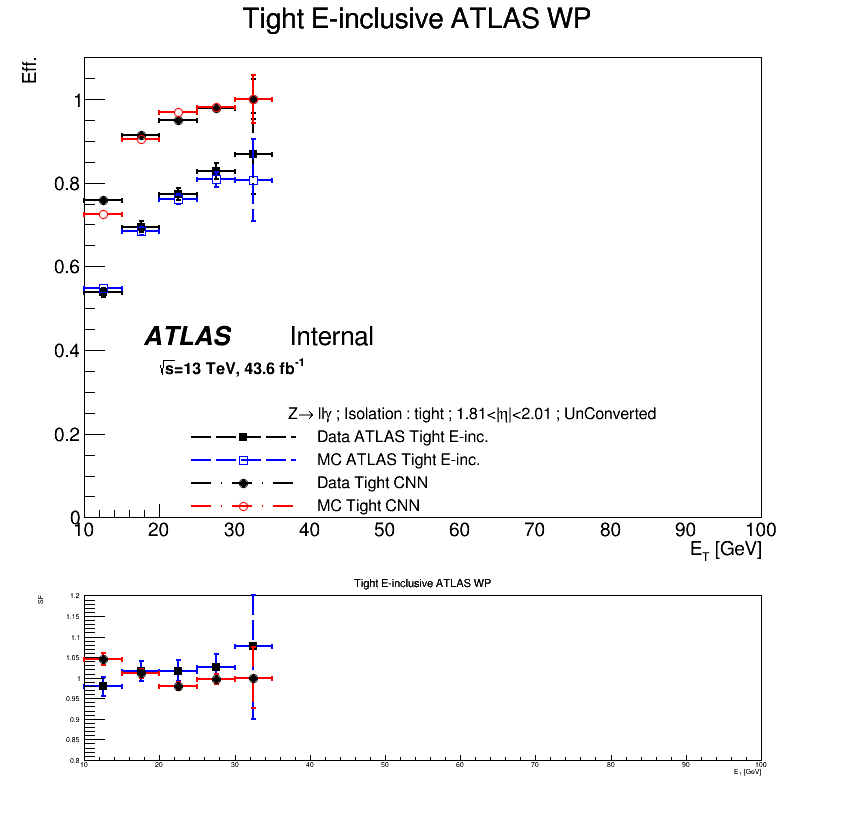 Tight E-inclusive ATLAS WP
Eff.
1
0.8
0.6
0.4
0.2
0
ATLAS Internal
√s=13 TeV, 43.6 fb⁻¹
Z→ llγ ; Isolation : tight ; 1.81<|η|<2.01 ; UnConverted
Data ATLAS Tight E-inc.
MC ATLAS Tight E-inc.
Data Tight CNN
MC Tight CNN
10 20 30 40 50 60 70 80 90 100
E_T [GeV]
Tight E-inclusive ATLAS WP
SF
1.2
1.15
1.1
1.05
1
0.95
0.9
0.85
0.8
10 20 30 40 50 60 70 80 90 100
E_T [GeV]